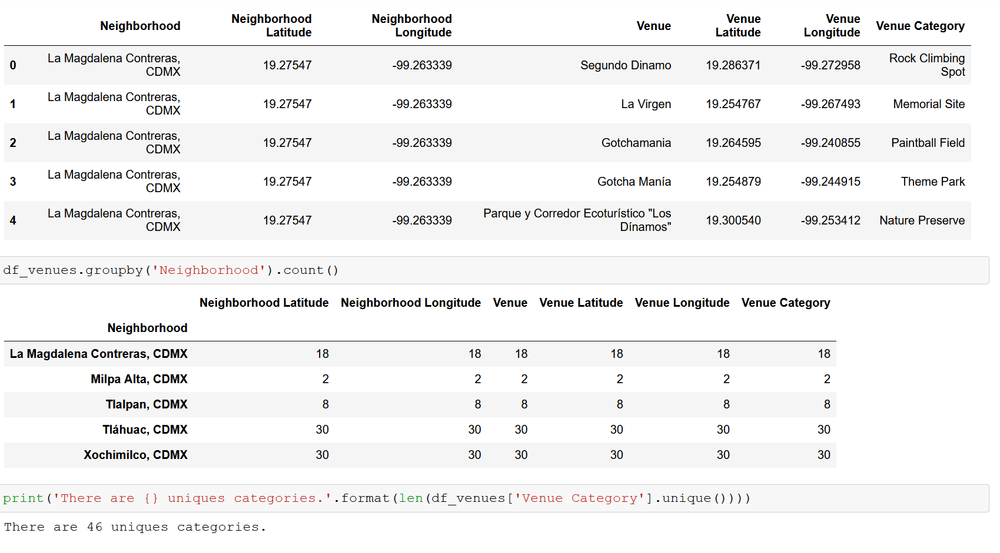 Neighborhood Neighborhood Latitude Neighborhood Longitude Venue Venue Latitude Venue Longitude Venue Category
0 La Magdalena Contreras, CDMX 19.27547 -99.263339 Segundo Dinamo 19.286371 -99.272958 Rock Climbing Spot
1 La Magdalena Contreras, CDMX 19.27547 -99.263339 La Virgen 19.254767 -99.267493 Memorial Site
2 La Magdalena Contreras, CDMX 19.27547 -99.263339 Gotchamania 19.264595 -99.240855 Paintball Field
3 La Magdalena Contreras, CDMX 19.27547 -99.263339 Gotcha Manía 19.254879 -99.244915 Theme Park
4 La Magdalena Contreras, CDMX 19.27547 -99.263339 Parque y Corredor Ecoturístico "Los Dínamos" 19.300540 -99.253412 Nature Preserve
df_venues.groupby('Neighborhood').count()
Neighborhood Latitude Neighborhood Longitude Venue Venue Latitude Venue Longitude Venue Category
Neighborhood
La Magdalena Contreras, CDMX 18 18 18 18 18 18
Milpa Alta, CDMX 2 2 2 2 2 2
Tlalpan, CDMX 8 8 8 8 8 8
Tláhuac, CDMX 30 30 30 30 30 30
Xochimilco, CDMX 30 30 30 30 30 30
print('There are {} uniques categories.'.format(len(df_venues['Venue Category'].unique())))
There are 46 uniques categories.